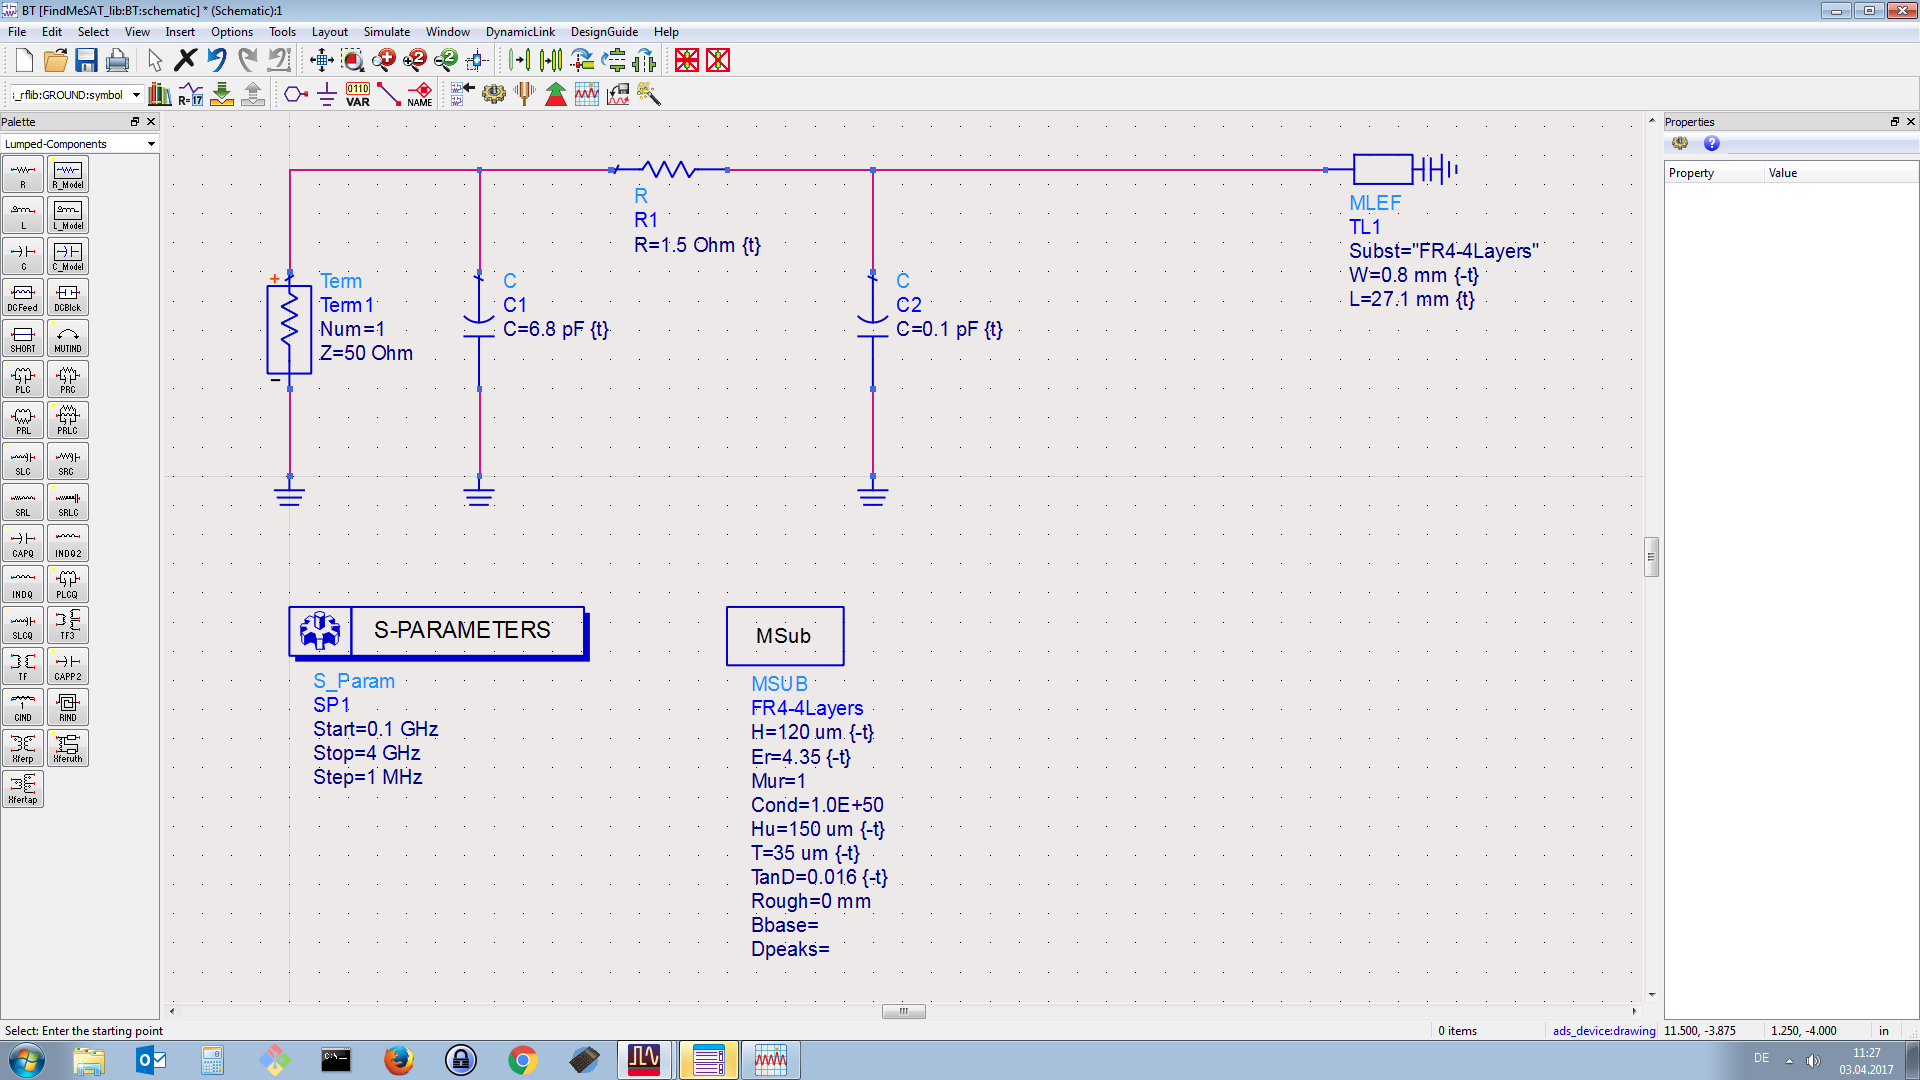 BT [FindMeSAT_lib:BT:schematic] * (Schematic):1
File Edit Select View Insert Options Tools Layout Simulate Window DynamicLink DesignGuide Help
R=17
0110
VAR
NAME
:_rflib:GROUND:symbol
Palette
Lumped-Components
R R_Model
L L_Model
C C_Model
DCFeed DCBlck
SHORT MUTIND
PLC PRC
PRL PRLC
SLC SRC
SRL SRLC
CAPQ INDQ2
INDQ PLCQ
SLCQ TF3
TF CAPP2
CIND RIND
Xferp Xferuth
Xfertap
+
-
Term
Term1
Num=1
Z=50 Ohm
C
C1
C=6.8 pF {t}
R
R1
R=1.5 Ohm {t}
C
C2
C=0.1 pF {t}
MLEF
TL1
Subst="FR4-4Layers"
W=0.8 mm {-t}
L=27.1 mm {t}
S-PARAMETERS
S_Param
SP1
Start=0.1 GHz
Stop=4 GHz
Step=1 MHz
MSub
MSUB
FR4-4Layers
H=120 um {-t}
Er=4.35 {-t}
Mur=1
Cond=1.0E+50
Hu=150 um {-t}
T=35 um {-t}
TanD=0.016 {-t}
Rough=0 mm
Bbase=
Dpeaks=
Properties
Property Value
Select: Enter the starting point
0 items
ads_device:drawing
11.500, -3.875
1.250, -4.000
in
DE
11:27
03.04.2017